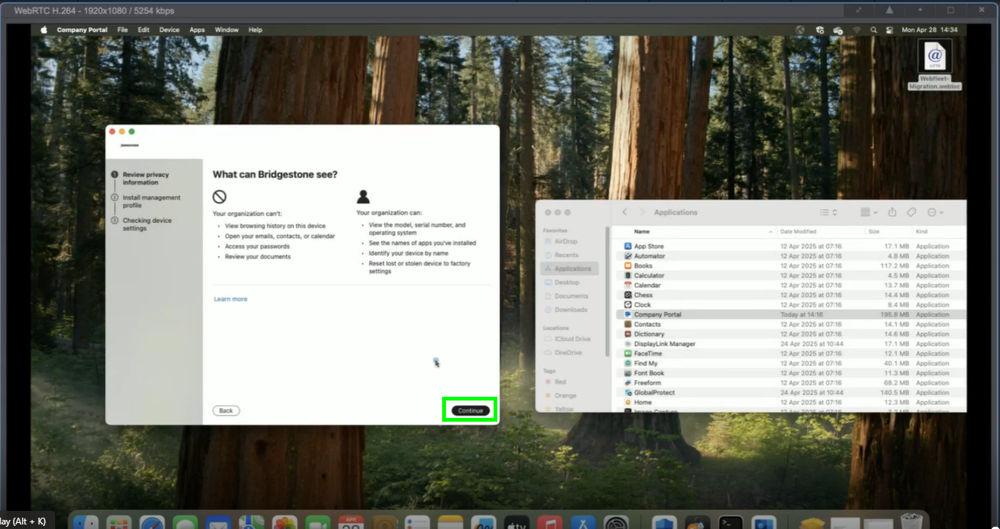 WebRTC H.264 - 1920x1080 / 5254 kbps
Company Portal File Edit Device Apps Window Help
Mon Apr 28 14:34
@
HTTP
Webfleet-
Migration.webloc
1 Review privacy
information
2 Install management
profile
3 Checking device
settings
What can Bridgestone see?
Your organization can't:
• View browsing history on this device
• Open your emails, contacts, or calendar
• Access your passwords
• Review your documents
Your organization can:
• View the model, serial number, and
operating system
• See the names of apps you've installed
• Identify your device by name
• Reset lost or stolen device to factory
settings
Learn more
Back
Continue
Applications
Favorites
AirDrop
Recents
Applications
Desktop
Documents
Downloads
Locations
iCloud Drive
OneDrive
Tags
Red
Orange
Yellow
Name Date Modified Size Kind
App Store 12 Apr 2025 at 07:16 17.1 MB Application
Automator 12 Apr 2025 at 07:16 4.8 MB Application
Books 12 Apr 2025 at 07:16 117.2 MB Application
Calculator 12 Apr 2025 at 07:16 4.5 MB Application
Calendar 12 Apr 2025 at 07:16 13.7 MB Application
Chess 12 Apr 2025 at 07:16 14.4 MB Application
Clock 12 Apr 2025 at 07:16 8.4 MB Application
Company Portal Today at 14:16 195.8 MB Application
Contacts 12 Apr 2025 at 07:16 14.1 MB Application
Dictionary 12 Apr 2025 at 07:16 14.6 MB Application
DisplayLink Manager 24 Apr 2025 at 10:44 17.1 MB Application
FaceTime 12 Apr 2025 at 07:16 12.1 MB Application
Find My 12 Apr 2025 at 07:16 40.1 MB Application
Font Book 12 Apr 2025 at 07:16 11.3 MB Application
Freeform 12 Apr 2025 at 07:16 68.2 MB Application
GlobalProtect 24 Apr 2025 at 10:44 140.5 MB Application
Home 12 Apr 2025 at 07:16 12.3 MB Application
Image Capture 12 Apr 2025 at 07:16 Application
lay (Alt + K)
APR
tv